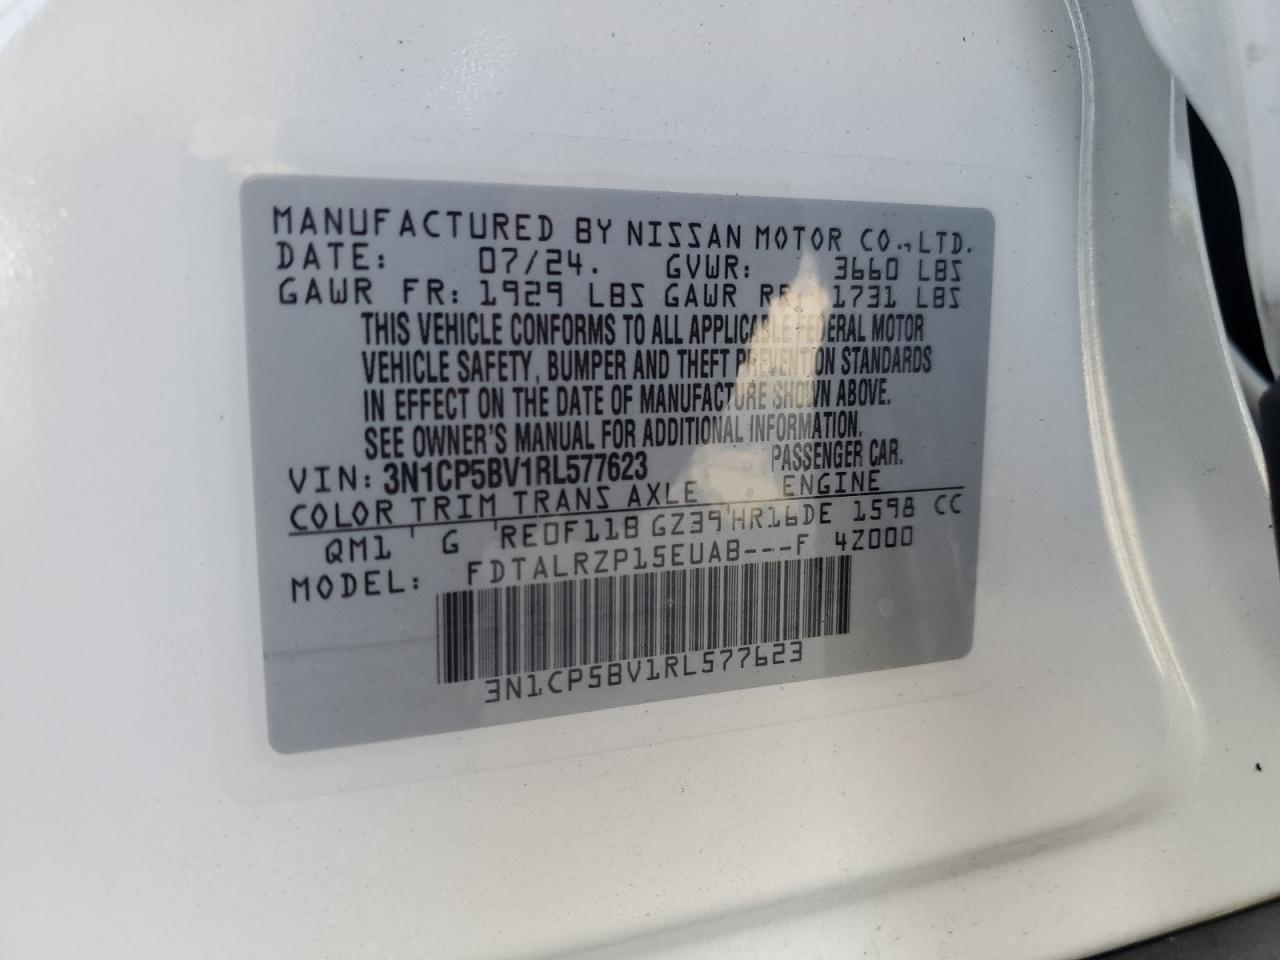 MANUFACTURED BY NISSAN MOTOR CO., LTD.
DATE: 07/24. GVWR: 3660 LBS
GAWR FR: 1929 LBS GAWR RR: 1731 LBS
THIS VEHICLE CONFORMS TO ALL APPLICABLE FEDERAL MOTOR
VEHICLE SAFETY, BUMPER AND THEFT PREVENTION STANDARDS
IN EFFECT ON THE DATE OF MANUFACTURE SHOWN ABOVE.
SEE OWNER'S MANUAL FOR ADDITIONAL INFORMATION.
VIN: 3N1CP5BV1RL577623 PASSENGER CAR.
COLOR TRIM TRANS AXLE ENGINE
QM1 G RE0F11B GZ39 HR16DE 1598 CC
MODEL: FDTALRZP15EUAB---F 4Z000
3N1CP5BV1RL577623